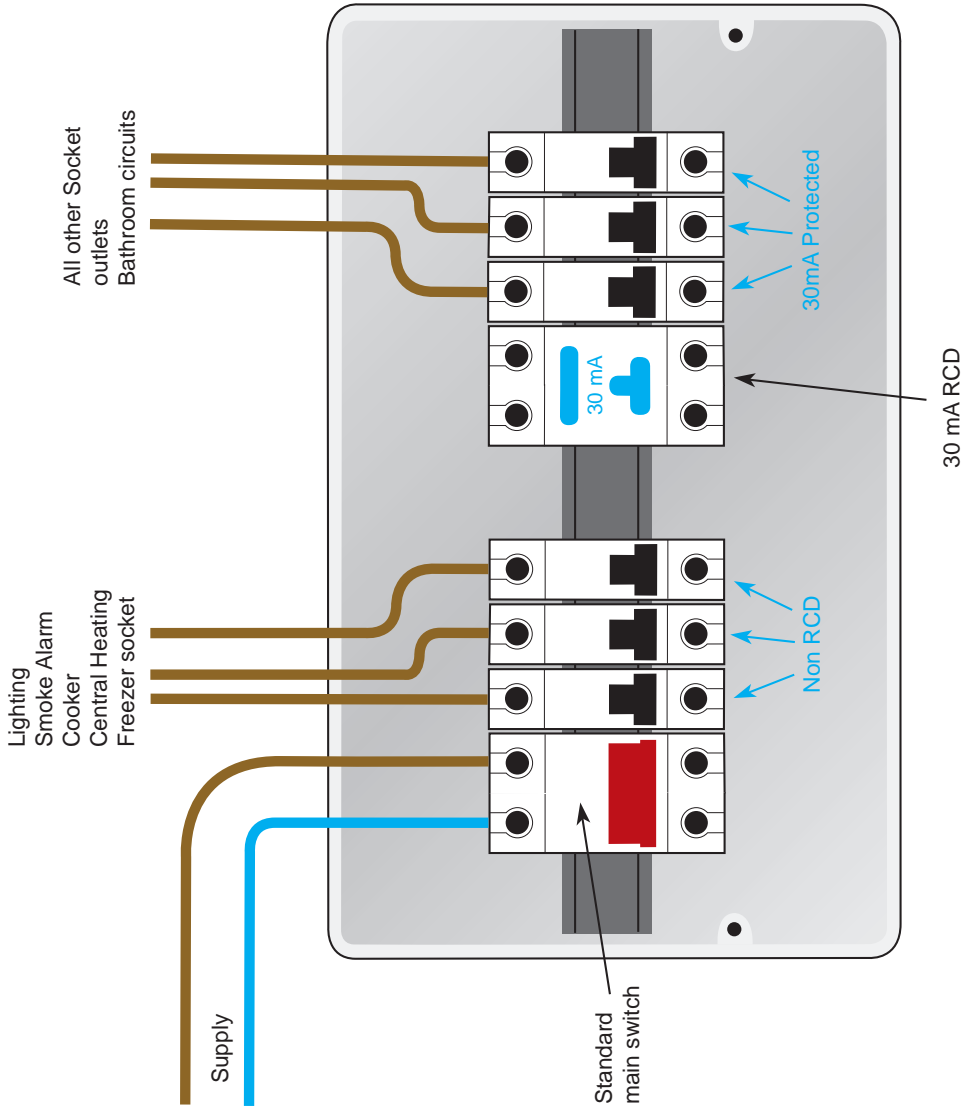 Lighting
Smoke Alarm
Cooker
Central Heating
Freezer socket
All other Socket
outlets
Bathroom circuits
Supply
30 mA
Non RCD
30mA Protected
Standard
main switch
30 mA RCD